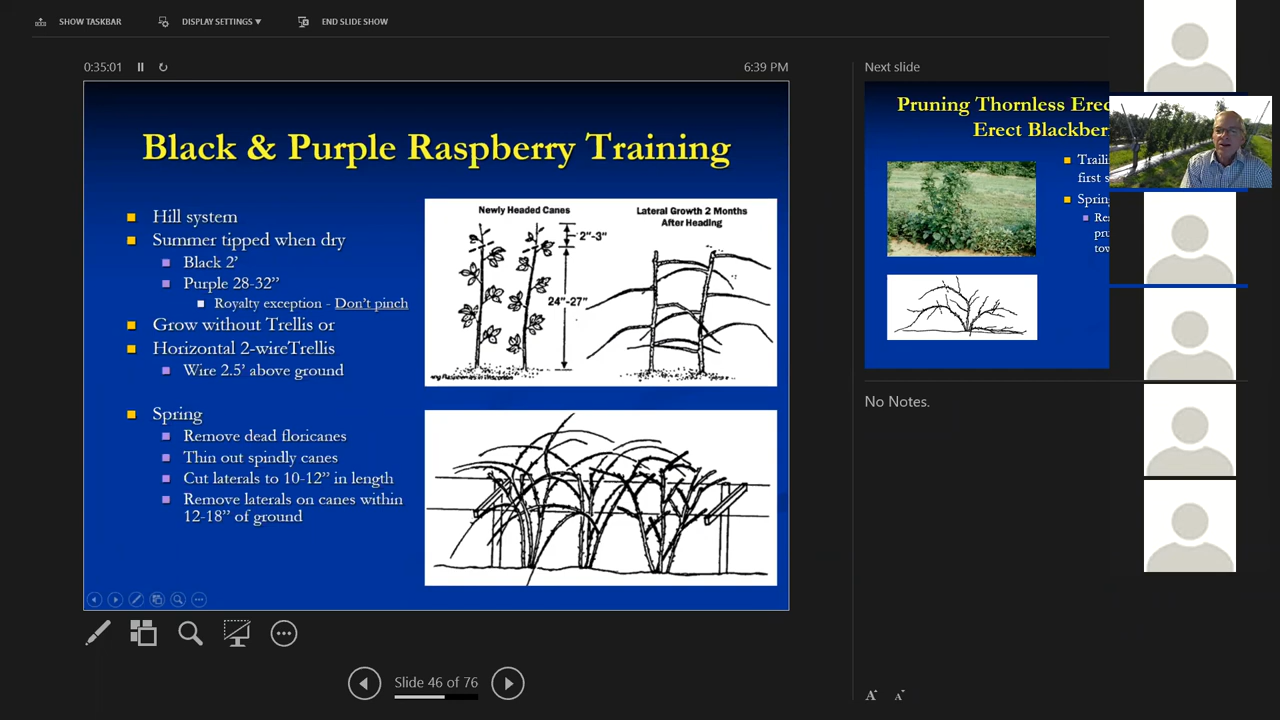 SHOW TASKBAR
DISPLAY SETTINGS ▼
END SLIDE SHOW
0:35:01
6:39 PM
Black & Purple Raspberry Training
Hill system
Summer tipped when dry
Black 2’
Purple 28-32”
Royalty exception - Don’t pinch
Grow without Trellis or
Horizontal 2-wireTrellis
Wire 2.5’ above ground
Spring
Remove dead floricanes
Thin out spindly canes
Cut laterals to 10-12” in length
Remove laterals on canes within
12-18” of ground
Newly Headed Canes
2”-3”
24”-27”
Lateral Growth 2 Months
After Heading
Slide 46 of 76
Next slide
Pruning Thornless
Erect
first s
Spring
No Notes.
A
A